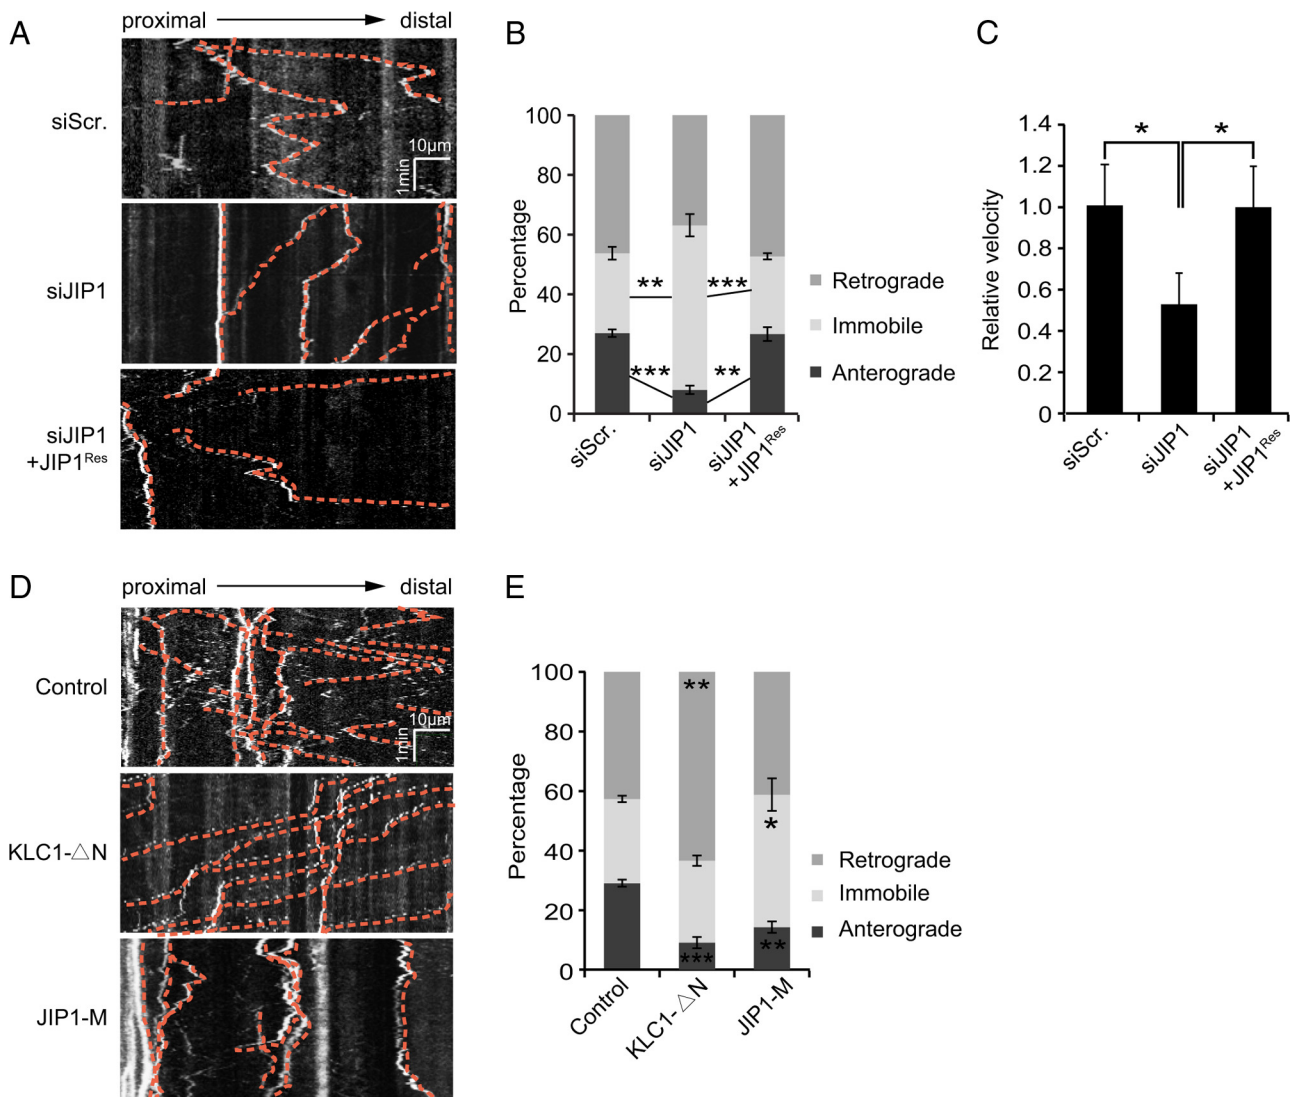 A
proximal
distal
siScr.
10μm
1min
siJIP1
siJIP1
+JIP1Res
B
Percentage
100
80
60
40
20
0
**
***
***
**
siScr.
siJIP1
siJIP1
+JIP1Res
Retrograde
Immobile
Anterograde
C
Relative velocity
1.4
1.2
1.0
0.8
0.6
0.4
1.2
0
*
*
siScr.
siJIP1
siJIP1
+JIP1Res
D
proximal
distal
Control
10μm
1min
KLC1-△N
JIP1-M
E
Percentage
100
80
60
40
20
0
**
*
***
**
Control
KLC1-△N
JIP1-M
Retrograde
Immobile
Anterograde